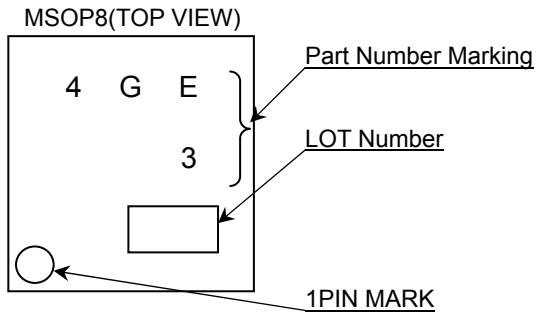 MSOP8(TOP VIEW)
Part Number Marking
4 G E
LOT Number
3
1PIN MARK